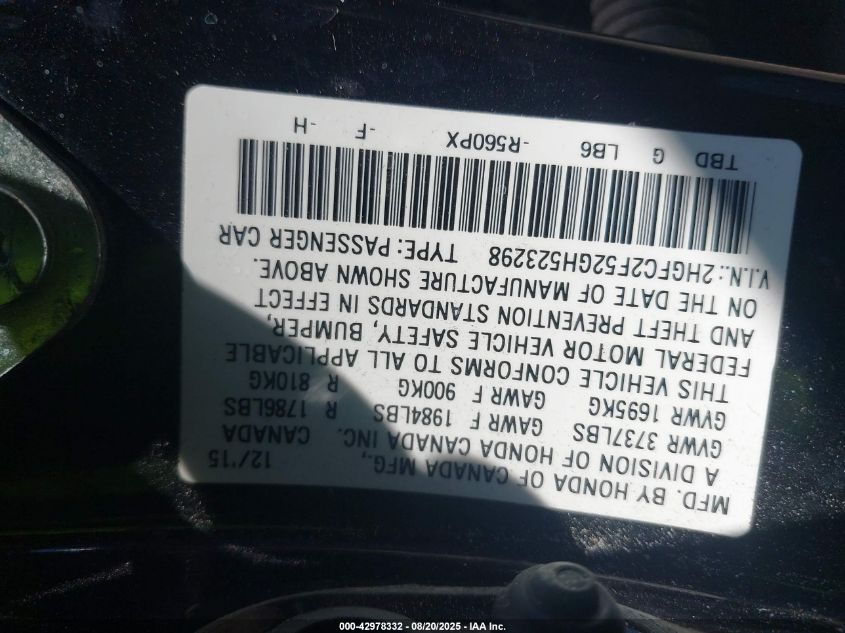 MFD. BY HONDA OF CANADA MFG., 12/'15
A DIVISION OF HONDA CANADA INC. CANADA
GVWR 3737LBS GAWR F 1984LBS R 1786LBS
GVWR 1695KG GAWR F 900KG R 810KG
THIS VEHICLE CONFORMS TO ALL APPLICABLE
FEDERAL MOTOR VEHICLE SAFETY, BUMPER,
AND THEFT PREVENTION STANDARDS IN EFFECT
ON THE DATE OF MANUFACTURE SHOWN ABOVE.
V.I.N.: 2HGFC2F52GH523298 TYPE: PASSENGER CAR
TBD G LB6 -R560PX -F -H
000-42978332 - 08/20/2025 - IAA Inc.